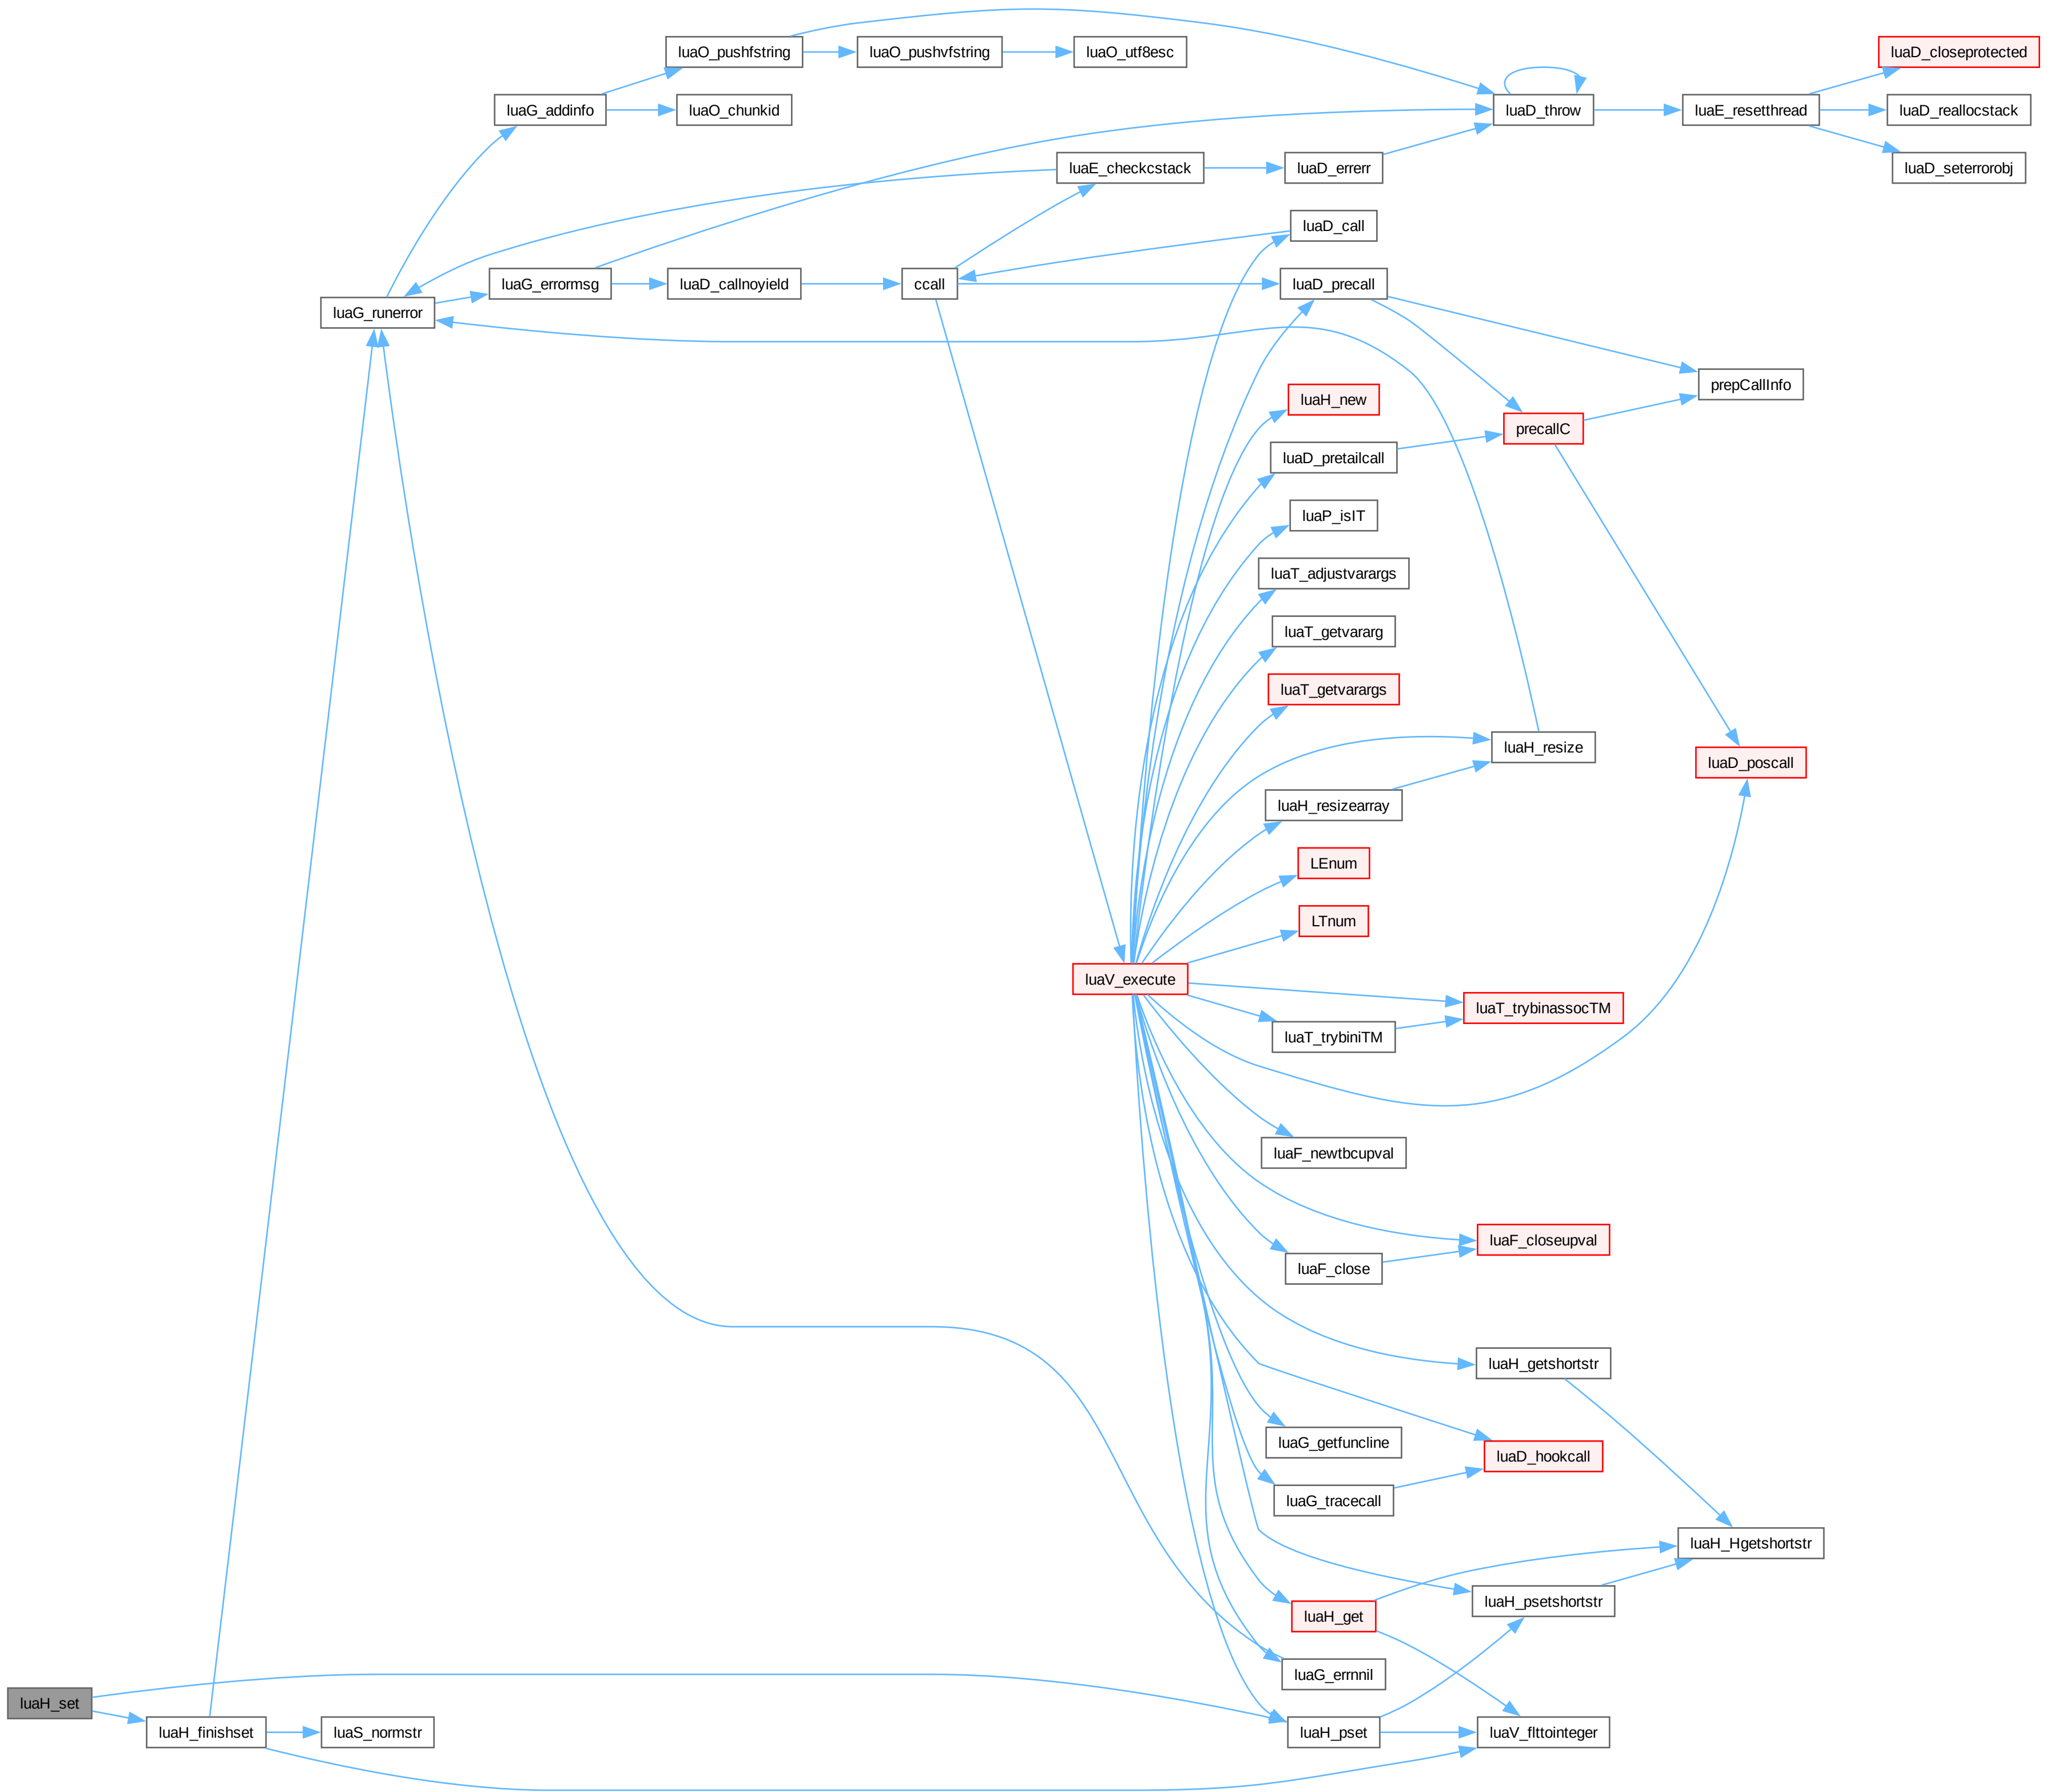 luaO_pushfstring
luaO_pushvfstring
luaO_utf8esc
luaD_closeprotected
luaG_addinfo
luaO_chunkid
luaD_throw
luaE_resetthread
luaD_reallocstack
luaE_checkcstack
luaD_errerr
luaD_seterrorobj
luaD_call
luaG_runerror
luaG_errormsg
luaD_callnoyield
ccall
luaD_precall
prepCallInfo
luaH_new
precallC
luaD_pretailcall
luaP_isIT
luaT_adjustvarargs
luaT_getvararg
luaT_getvarargs
luaH_resize
luaD_poscall
luaH_resizearray
LEnum
LTnum
luaV_execute
luaT_trybinassocTM
luaT_trybiniTM
luaF_newtbcupval
luaF_closeupval
luaF_close
luaH_getshortstr
luaG_getfuncline
luaD_hookcall
luaG_tracecall
luaH_Hgetshortstr
luaH_psetshortstr
luaH_get
luaG_errnnil
luaH_set
luaH_finishset
luaS_normstr
luaH_pset
luaV_flttointeger